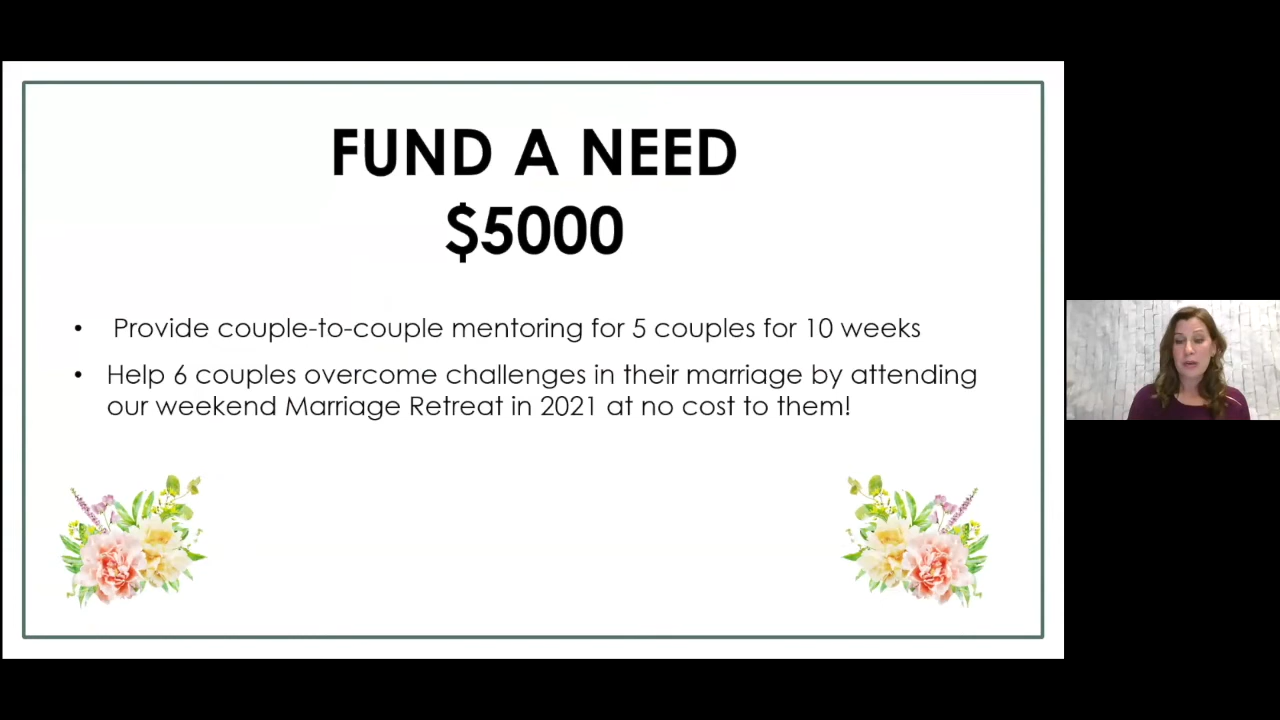 FUND A NEED
$5000
• Provide couple-to-couple mentoring for 5 couples for 10 weeks
• Help 6 couples overcome challenges in their marriage by attending
our weekend Marriage Retreat in 2021 at no cost to them!